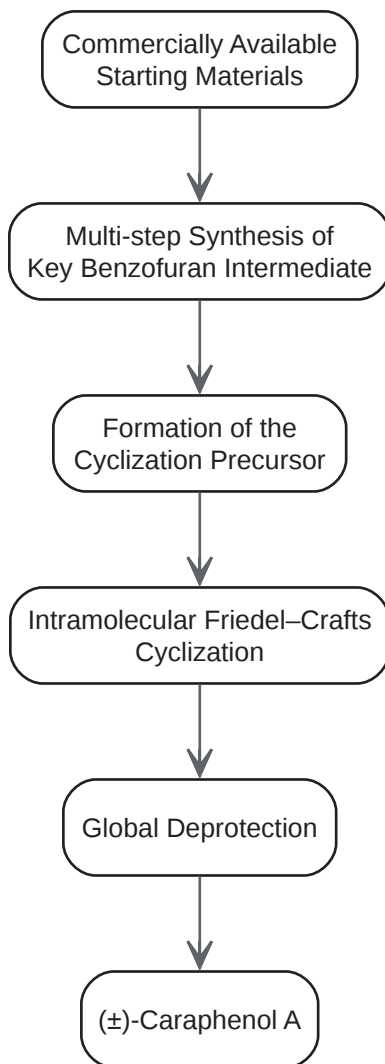 Commercially Available
Starting Materials
Multi-step Synthesis of
Key Benzofuran Intermediate
Formation of the
Cyclization Precursor
Intramolecular Friedel–Crafts
Cyclization
Global Deprotection
(±)-Caraphenol A